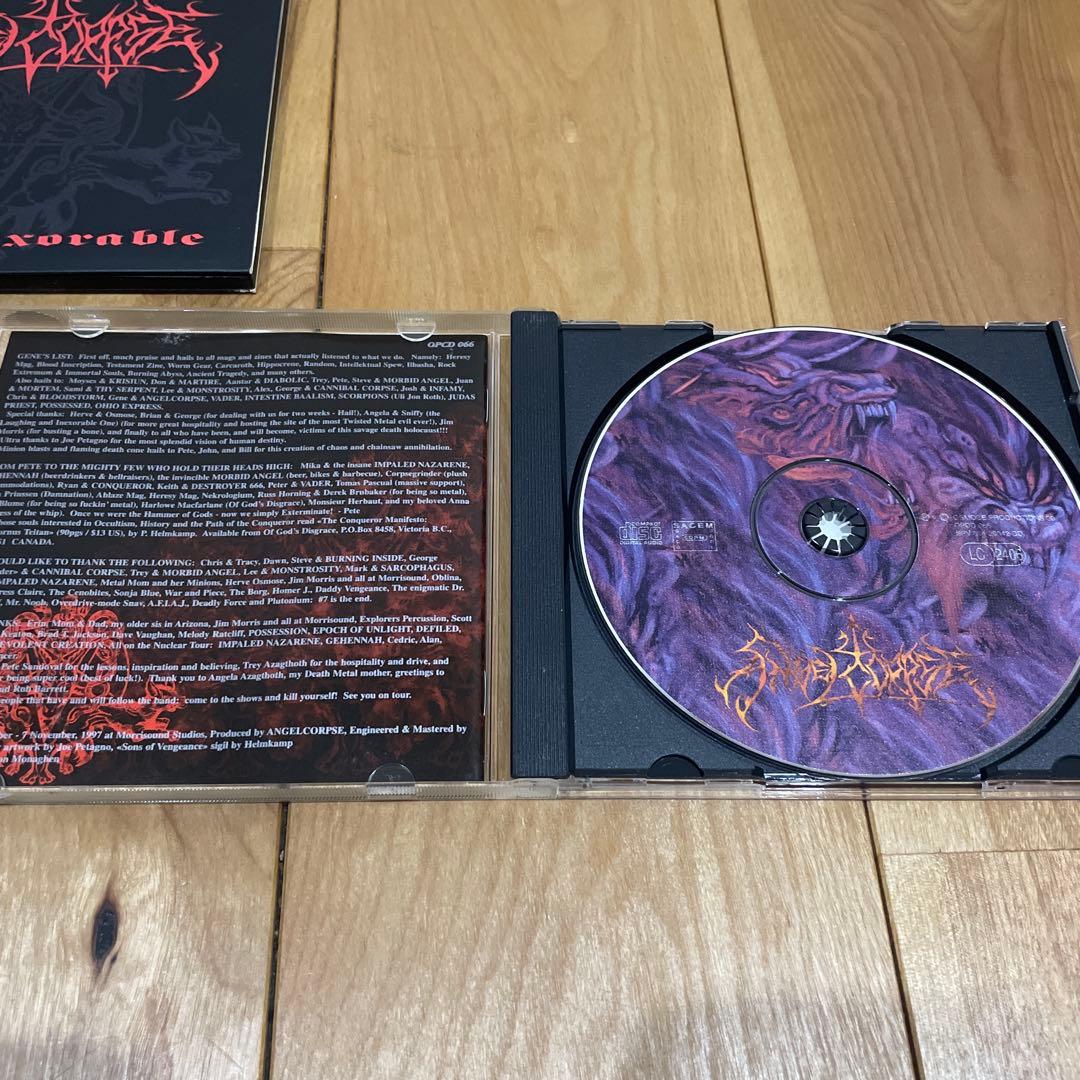 CORPSE
xorable
OPCD 066
GENE'S LIST: First off, much praise and hails to all mags and zines that actually listened to what we do. Namely: Heresy
Mag, Blood Inscription, Testament Zine, Worm Gear, Carcaroth, Hippocrene, Random, Intellektual Spew, Ilbasha, Rock
Extremum & Immortal Souls, Burning Abyss, Ancient Tragedy, and many others.
Also hails to: Moyses & KRISIUN, Don & MARTIRE, Aantar & DIABOLIC, Trey, Pete, Steve & MORBID ANGEL, Juan
& MORTEM, Sami & THY SERPENT, Lee & MONSTROSITY, Alex, George & CANNIBAL CORPSE, Josh & INFAMY,
Chris & BLOODSTORM, Gene & ANGELCORPSE, VADER, INTESTINE BAALISM, SCORPIONS (Uli Jon Roth), JUDAS
PRIEST, POSSESSED, OHIO EXPRESS.
Special thanks: Herve & Osmose, Brian & George (for dealing with us for two weeks - Hail!), Angela & Sniffy (the
Laughing and Inexorable One) (for more great hospitality and hosting the site of the most Twisted Metal evil ever!), Jim
Morris (for busting a bone), and finally to all who have been, and will become, victims of this savage death holocaust!!!
Ultra thanks to Joe Petagno for the most splendid vision of human destiny.
Minion blasts and flaming death cone hails to Pete, John, and Bill for this creation of chaos and chainsaw annihilation.
OM PETE TO THE MIGHTY FEW WHO HOLD THEIR HEADS HIGH: Mika & the insane IMPALED NAZARENE,
HENNAH (beerdrinkers & hellraisers), the invincible MORBID ANGEL (beer, bikes & barbecue), Corpsegrinder (plush
mmodations), Ryan & CONQUEROR, Keith & DESTROYER 666, Peter & VADER, Tomas Pascual (massive support),
Prinssen (Damnation), Ablaze Mag, Heresy Mag, Nekrologium, Russ Horning & Derek Brubaker (for being so metal),
Blume (for being so fuckin' metal), Harlowe Macfarlane (Of God's Disgrace), Monsieur Herbaut, and my beloved Anna
ess of the whip). Once we were the Hammer of Gods - now we simply Exterminate! - Pete
hose souls interested in Occultism, History and the Path of the Conqueror read «The Conqueror Manifesto:
ornus Teitan» (90pgs / $13 US), by P. Helmkamp. Available from Of God's Disgrace, P.O.Box 8458, Victoria B.C.,
S1 CANADA.
OULD LIKE TO THANK THE FOLLOWING: Chris & Tracy, Dawn, Steve & BURNING INSIDE, George
der- & CANNIBAL CORPSE, Trey & MORBID ANGEL, Lee & MONSTROSITY, Mark & SARCOPHAGUS,
MPALED NAZARENE, Metal Mom and her Minions, Herve Osmose, Jim Morris and all at Morrisound, Oblina,
ress Claire, The Cenobites, Sonja Blue, War and Piece, The Borg, Homer J., Daddy Vengeance, The enigmatic Dr.
Mr. Noob, Overdrive-mode Snav, A.F.I.A.J., Deadly Force and Plutonium: #7 is the end.
NKS: Erin, Mom & Dad, my older sis in Arizona, Jim Morris and all at Morrisound, Explorers Percussion, Scott
Keaton, Brad T. Jackson, Dave Vaughan, Melody Ratcliff, POSSESSION, EPOCH OF UNLIGHT, DEFILED,
EVOLENT CREATION, All on the Nuclear Tour: IMPALED NAZARENE, GEHENNAH, Cedric, Alan,
ncer.
Pete Sandoval for the lessons, inspiration and believing, Trey Azagthoth for the hospitality and drive, and
r being super cool (best of luck!). Thank you to Angela Azagthoth, my Death Metal mother, greetings to
ad Rob Barrett.
people that have and will follow the band: come to the shows and kill yourself! See you on tour.
ber - 7 November, 1997 at Morrisound Studios, Produced by ANGELCORPSE, Engineered & Mastered by
artwork by Joe Petagno, «Sons of Vengeance» sigil by Helmkamp
on Monaghen
COMPACT
disc
DIGITAL AUDIO
SACEM
LC 2406
ANGELCORPSE